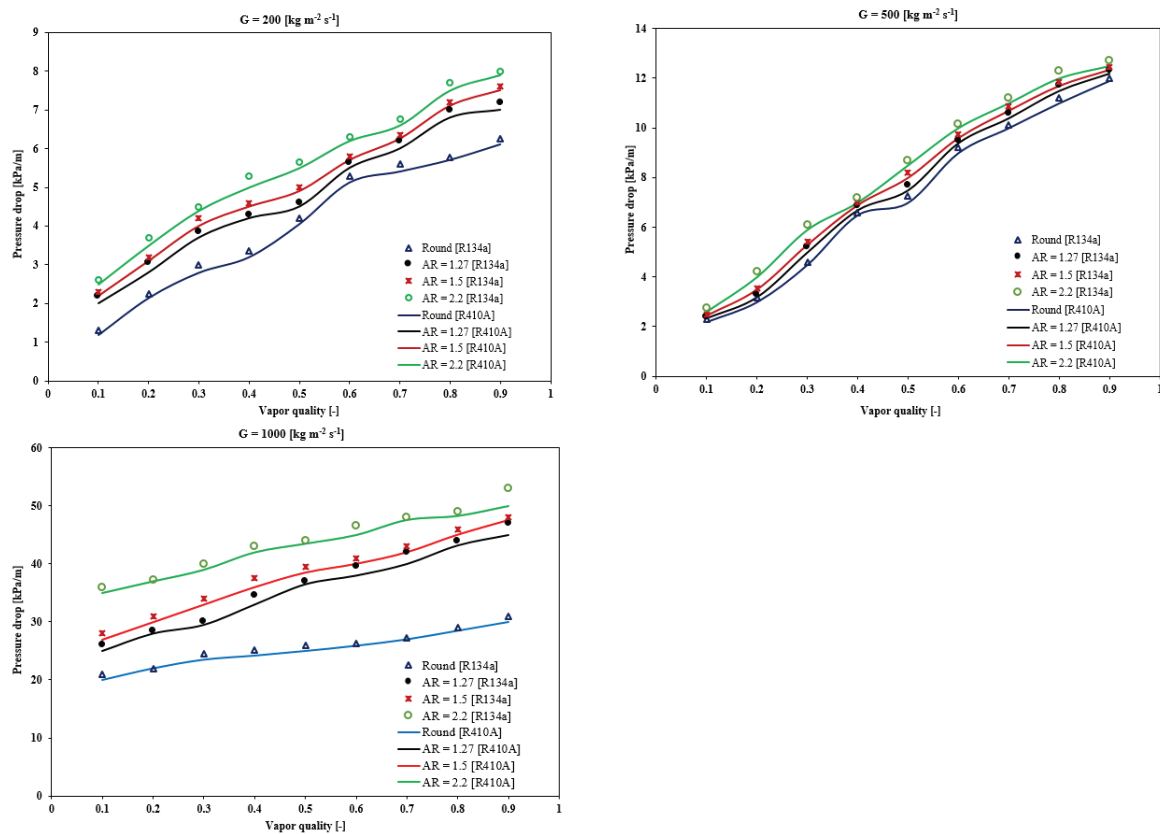 G = 200 [kg m⁻² s⁻¹]
Pressure drop [kPa/m]
9
8
7
6
5
4
3
2
1
0
Round [R134a]
AR = 1.27 [R134a]
AR = 1.5 [R134a]
AR = 2.2 [R134a]
Round [R410A]
AR = 1.27 [R410A]
AR = 1.5 [R410A]
AR = 2.2 [R410A]
0 0.1 0.2 0.3 0.4 0.5 0.6 0.7 0.8 0.9 1
Vapor quality [-]
G = 500 [kg m⁻² s⁻¹]
Pressure drop [kPa/m]
14
12
10
8
6
4
2
0
Round [R134a]
AR = 1.27 [R134a]
AR = 1.5 [R134a]
AR = 2.2 [R134a]
Round [R410A]
AR = 1.27 [R410A]
AR = 1.5 [R410A]
AR = 2.2 [R410A]
0 0.1 0.2 0.3 0.4 0.5 0.6 0.7 0.8 0.9 1
Vapor quality [-]
G = 1000 [kg m⁻² s⁻¹]
Pressure drop [kPa/m]
60
50
40
30
20
10
0
Round [R134a]
AR = 1.27 [R134a]
AR = 1.5 [R134a]
AR = 2.2 [R134a]
Round [R410A]
AR = 1.27 [R410A]
AR = 1.5 [R410A]
AR = 2.2 [R410A]
0 0.1 0.2 0.3 0.4 0.5 0.6 0.7 0.8 0.9 1
Vapor quality [-]